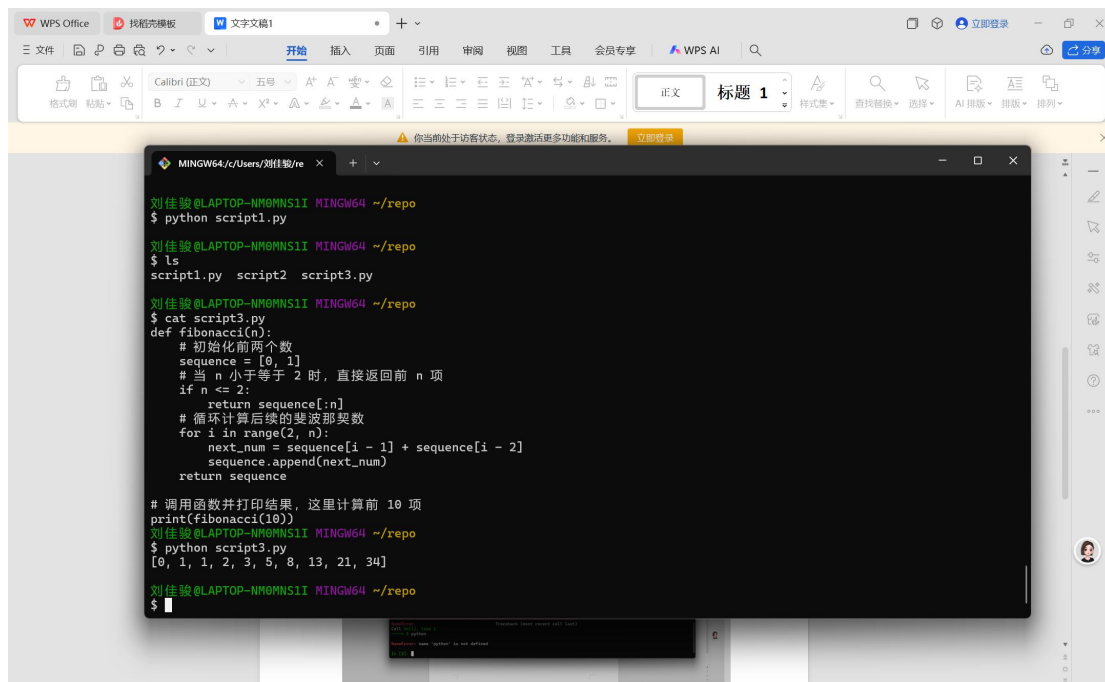 WPS Office 找稻壳模板 文字文稿1
文件 开始 插入 页面 引用 审阅 视图 工具 会员专享 WPS AI 分享
立即登录
格式刷 粘贴 Calibri (正文) 五号 正文 标题 1 样式集 查找替换 选择 AI 排版 排版 排列
你当前处于访客状态，登录激活更多功能和服务。 立即登录
MINGW64:/c/Users/刘佳骏/re
刘佳骏@LAPTOP-NM0MNS1I MINGW64 ~/repo
$ python script1.py
刘佳骏@LAPTOP-NM0MNS1I MINGW64 ~/repo
$ ls
script1.py  script2  script3.py
刘佳骏@LAPTOP-NM0MNS1I MINGW64 ~/repo
$ cat script3.py
def fibonacci(n):
    # 初始化前两个数
    sequence = [0, 1]
    # 当 n 小于等于 2 时，直接返回前 n 项
    if n <= 2:
        return sequence[:n]
    # 循环计算后续的斐波那契数
    for i in range(2, n):
        next_num = sequence[i - 1] + sequence[i - 2]
        sequence.append(next_num)
    return sequence
# 调用函数并打印结果，这里计算前 10 项
print(fibonacci(10))
刘佳骏@LAPTOP-NM0MNS1I MINGW64 ~/repo
$ python script3.py
[0, 1, 1, 2, 3, 5, 8, 13, 21, 34]
刘佳骏@LAPTOP-NM0MNS1I MINGW64 ~/repo
$